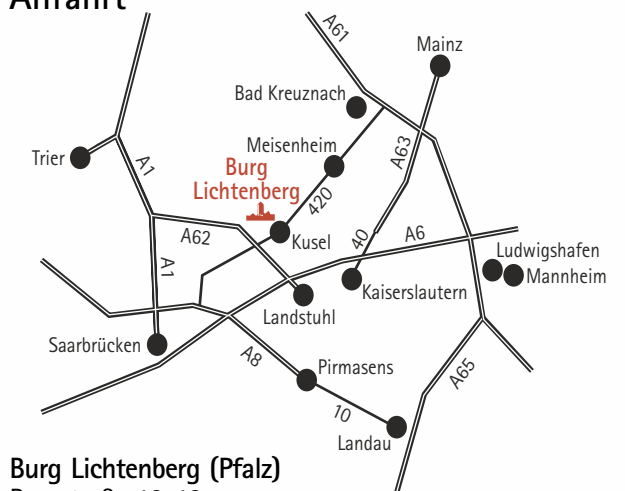 Anfahrt
A61
Mainz
Bad Kreuznach
Meisenheim
A63
Trier
A1
Burg
Lichtenberg
420
A62
Kusel
40
A6
A1
Ludwigshafen
Mannheim
Kaiserslautern
Landstuhl
Saarbrücken
A8
Pirmasens
A65
10
Landau
Burg Lichtenberg (Pfalz)